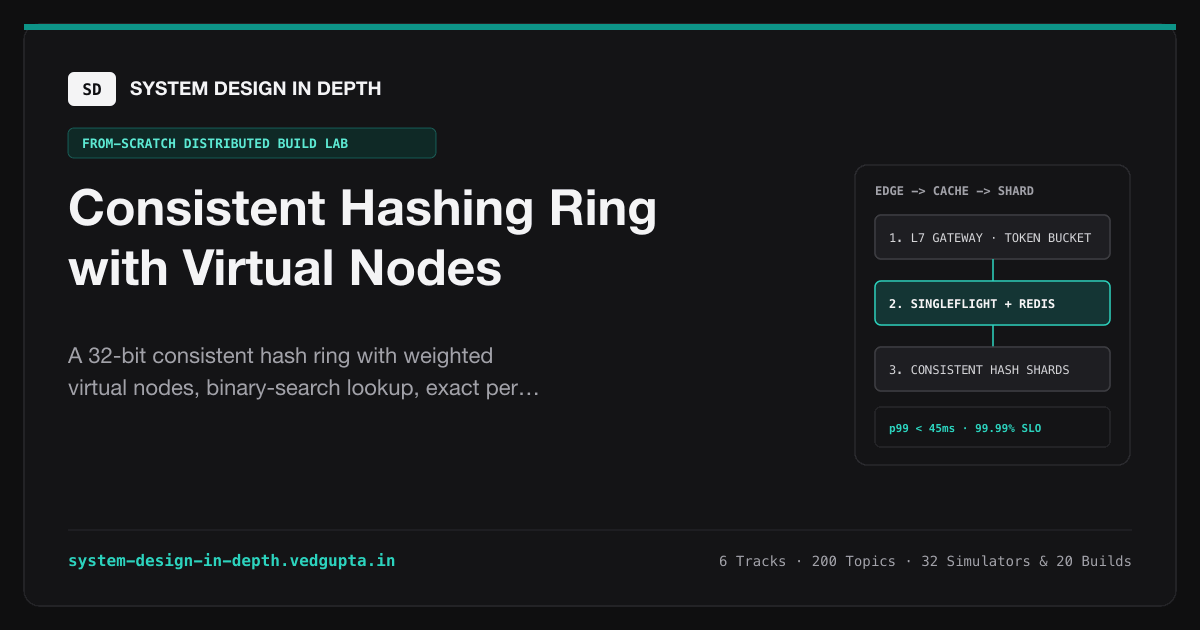 SD
SYSTEM DESIGN IN DEPTH
FROM-SCRATCH DISTRIBUTED BUILD LAB
Consistent Hashing Ring
with Virtual Nodes
A 32-bit consistent hash ring with weighted
virtual nodes, binary-search lookup, exact per…
EDGE -> CACHE -> SHARD
1. L7 GATEWAY · TOKEN BUCKET
2. SINGLEFLIGHT + REDIS
3. CONSISTENT HASH SHARDS
p99 < 45ms · 99.99% SLO
system-design-in-depth.vedgupta.in
6 Tracks · 200 Topics · 32 Simulators & 20 Builds